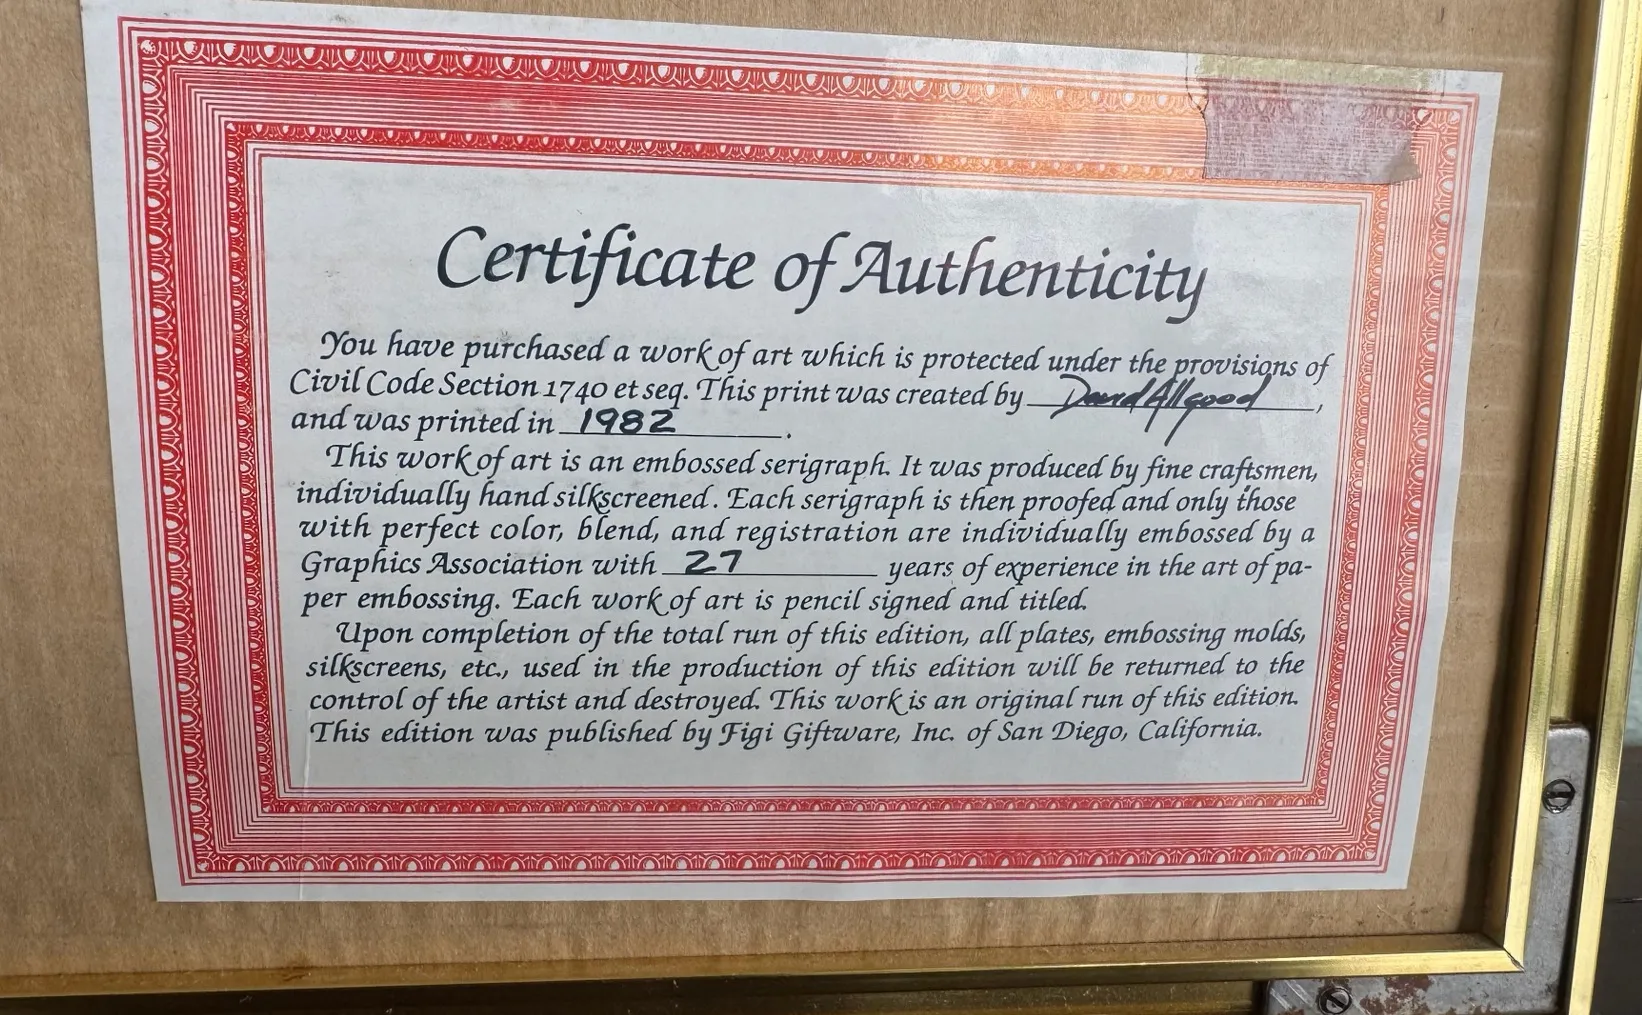 Certificate of Authenticity
You have purchased a work of art which is protected under the provisions of
Civil Code Section 1740 et seq. This print was created by David Allgood,
and was printed in 1982.
This work of art is an embossed serigraph. It was produced by fine craftsmen,
individually hand silkscreened. Each serigraph is then proofed and only those
with perfect color, blend, and registration are individually embossed by a
Graphics Association with 27 years of experience in the art of pa-
per embossing. Each work of art is pencil signed and titled.
Upon completion of the total run of this edition, all plates, embossing molds,
silkscreens, etc., used in the production of this edition will be returned to the
control of the artist and destroyed. This work is an original run of this edition.
This edition was published by Figi Giftware, Inc. of San Diego, California.